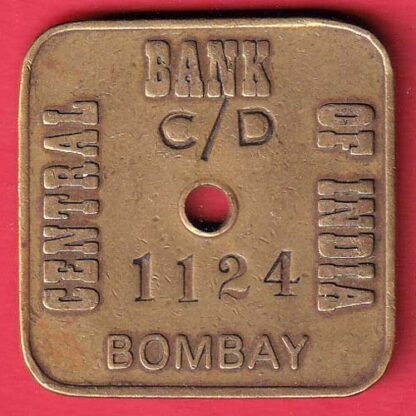 CENTRAL
BANK
OF INDIA
C/D
1124
BOMBAY